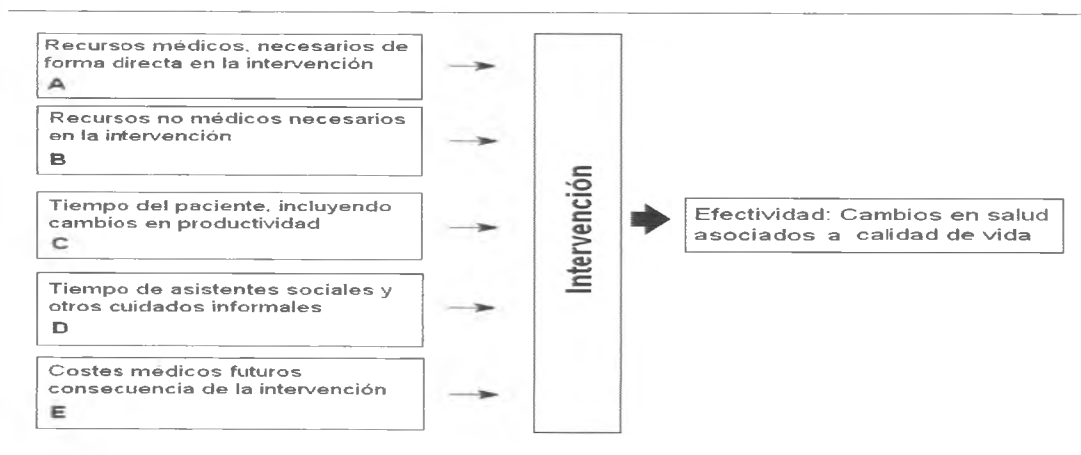 Recursos médicos, necesarios de
forma directa en la intervención
A
Recursos no médicos necesarios
en la intervención
B
Tiempo del paciente, incluyendo
cambios en productividad
C
Tiempo de asistentes sociales y
otros cuidados informales
D
Costes médicos futuros
consecuencia de la intervención
E
Intervención
Efectividad: Cambios en salud
asociados a calidad de vida